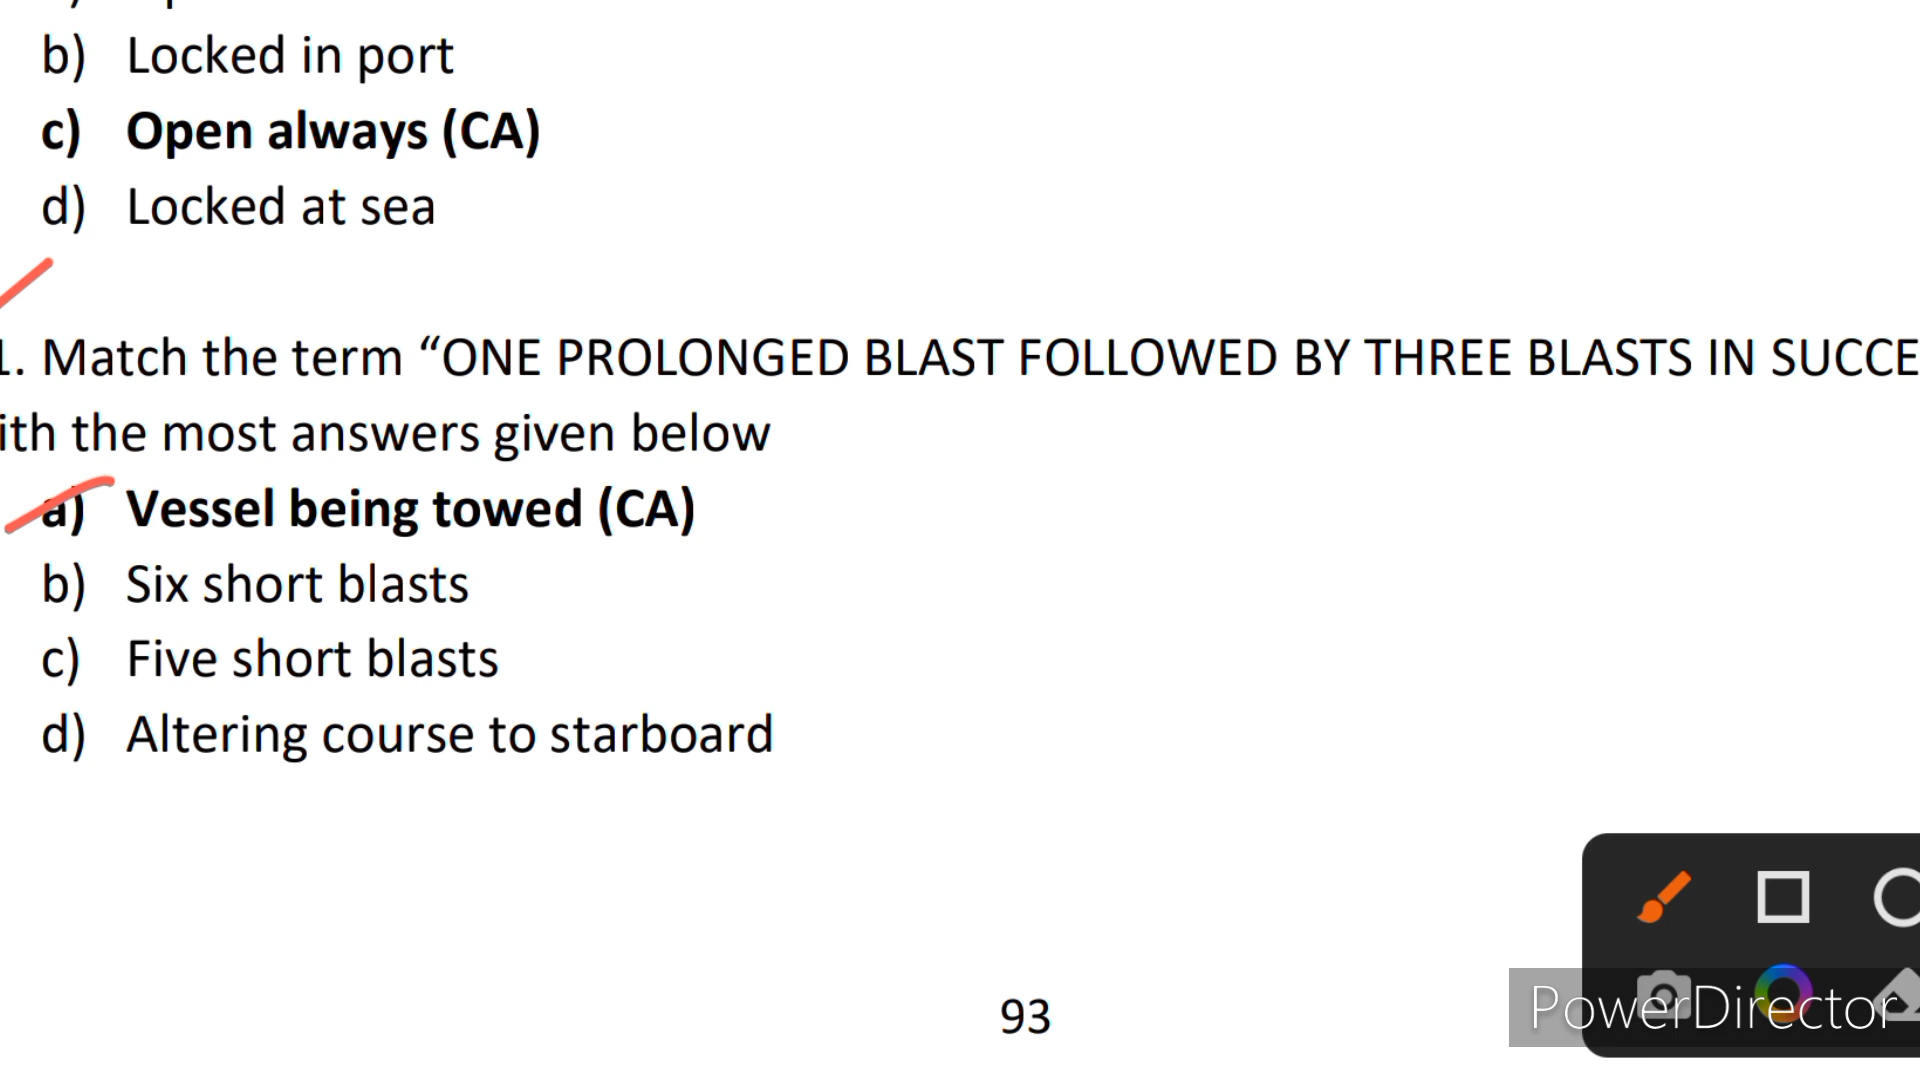 b) Locked in port
c) Open always (CA)
d) Locked at sea
1. Match the term “ONE PROLONGED BLAST FOLLOWED BY THREE BLASTS IN SUCCE
ith the most answers given below
a) Vessel being towed (CA)
b) Six short blasts
c) Five short blasts
d) Altering course to starboard
93
PowerDirector